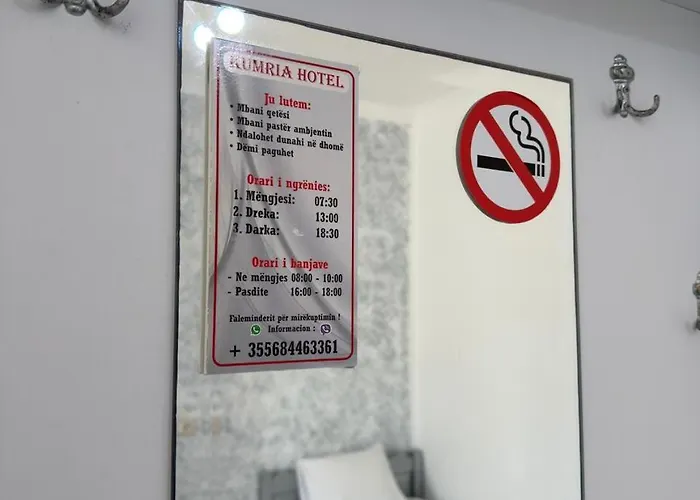 KUMRIA HOTEL
Ju lutem:
• Mbani qetësi
• Mbani pastër ambjentin
• Ndalohet dunahi në dhomë
• Dëmi paguhet
Orari i ngrënies:
1. Mëngjesi: 07:30
2. Dreka: 13:00
3. Darka: 18:30
Orari i banjave
- Ne mëngjes 08:00 - 10:00
- Pasdite 16:00 - 18:00
Faleminderit për mirëkuptimin !
Informacion :
+ 355684463361